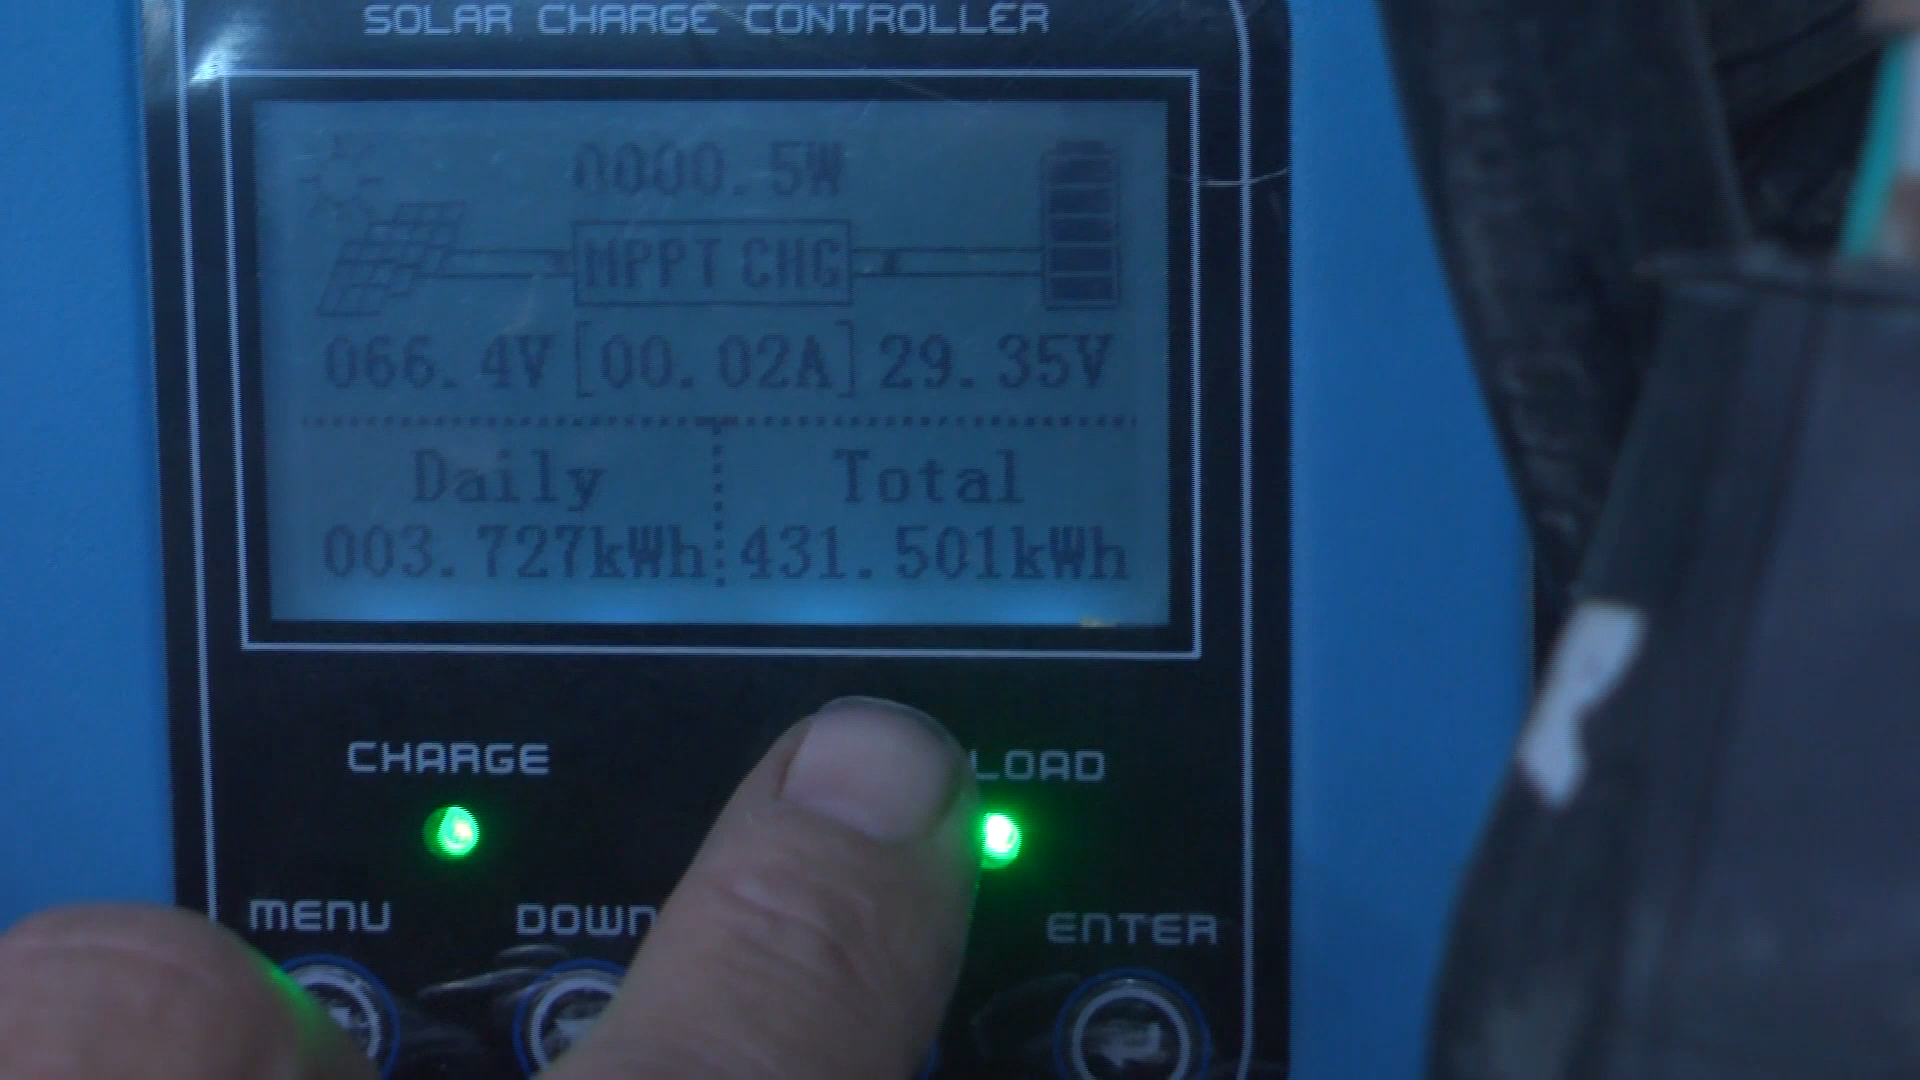 SOLAR CHARGE CONTROLLER
0000.5W
MPPT CHG
066.4V [00.02A] 29.35V
Daily Total
003.727kWh 431.501kWh
CHARGE LOAD
MENU DOWN ENTER